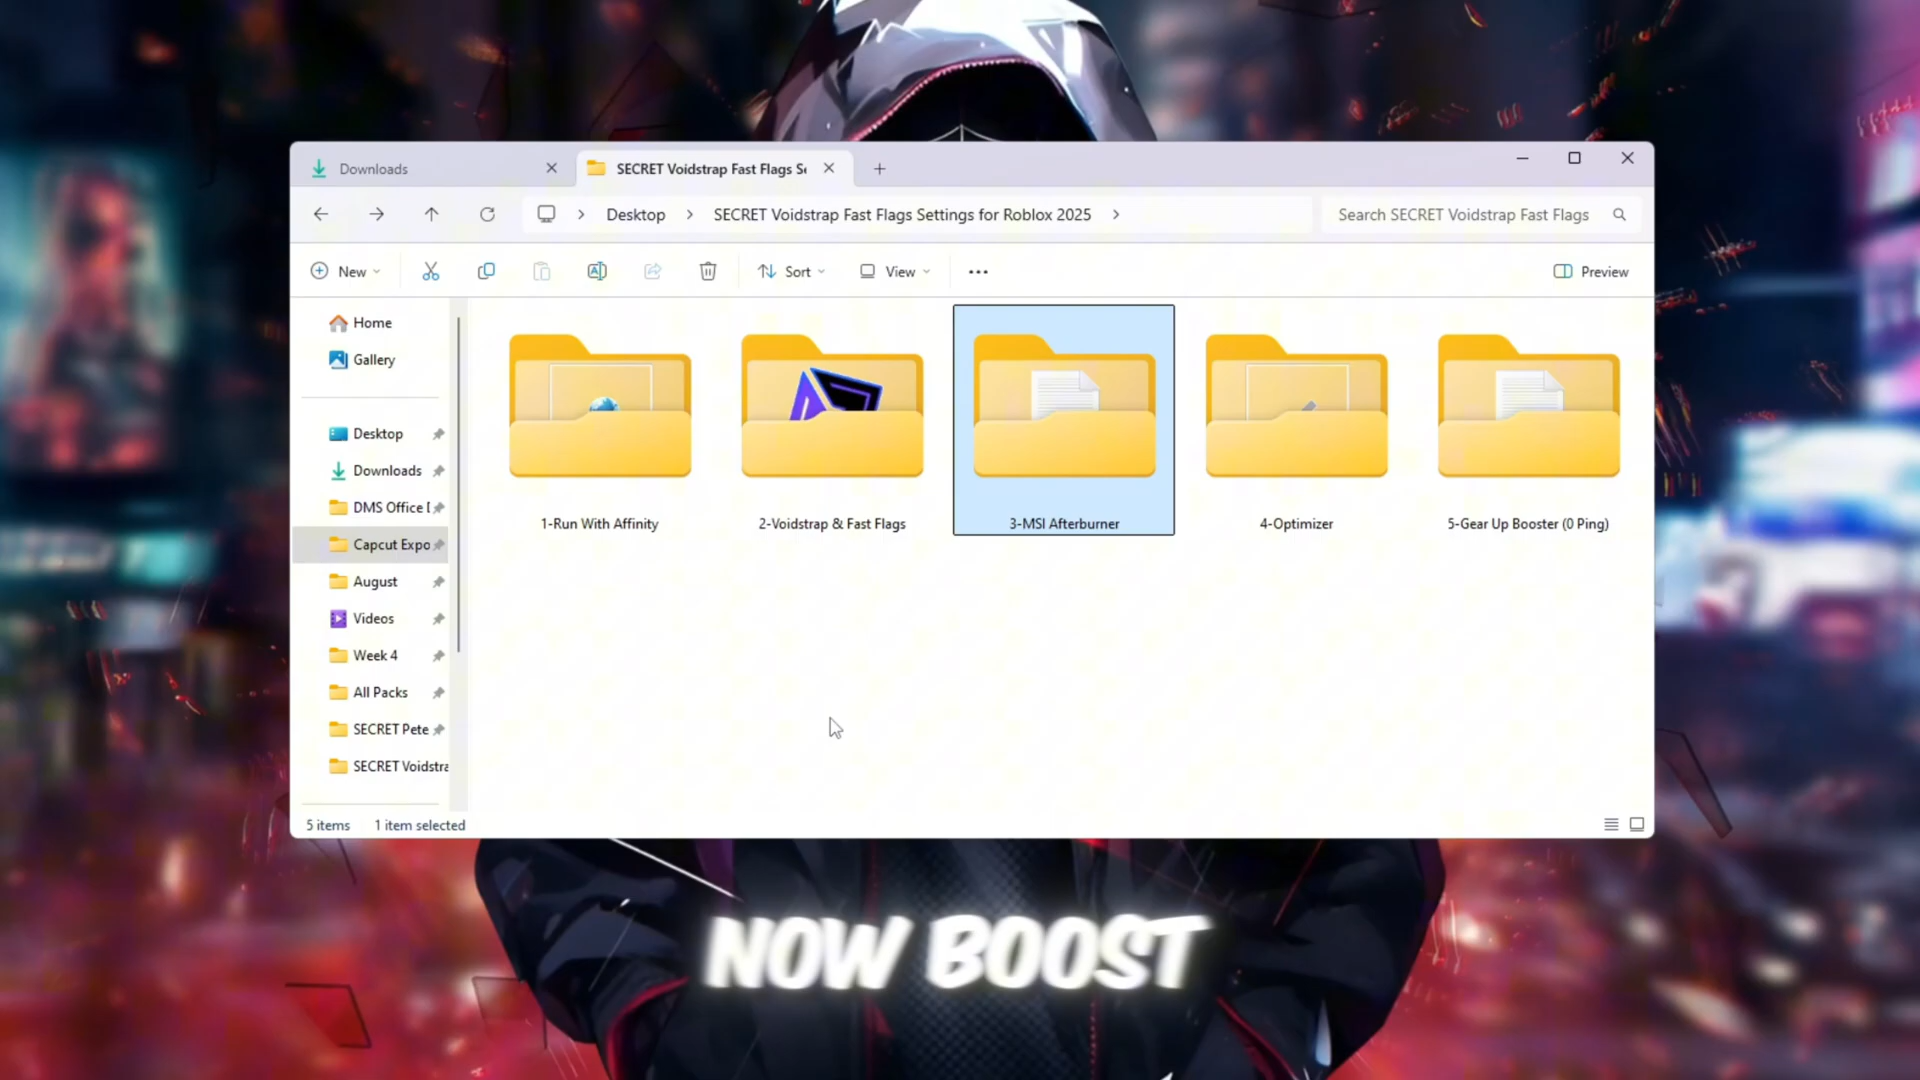 Downloads
SECRET Voidstrap Fast Flags Se
Desktop
SECRET Voidstrap Fast Flags Settings for Roblox 2025
Search SECRET Voidstrap Fast Flags
New
Sort
View
Preview
Home
Gallery
Desktop
Downloads
DMS Office
Capcut Expo
August
Videos
Week 4
All Packs
SECRET Pete
SECRET Voidstra
1-Run With Affinity
2-Voidstrap & Fast Flags
3-MSI Afterburner
4-Optimizer
5-Gear Up Booster (0 Ping)
5 items
1 item selected
NOW BOOST